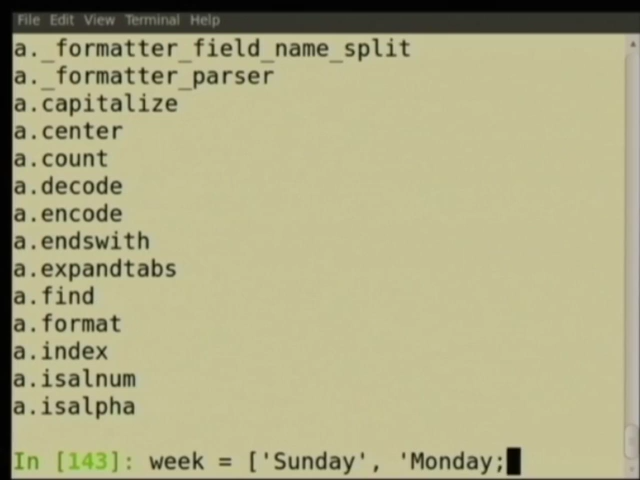 File Edit View Terminal Help
a._formatter_field_name_split
a._formatter_parser
a.capitalize
a.center
a.count
a.decode
a.encode
a.endswith
a.expandtabs
a.find
a.format
a.index
a.isalnum
a.isalpha
In [143]: week = ['Sunday', 'Monday;